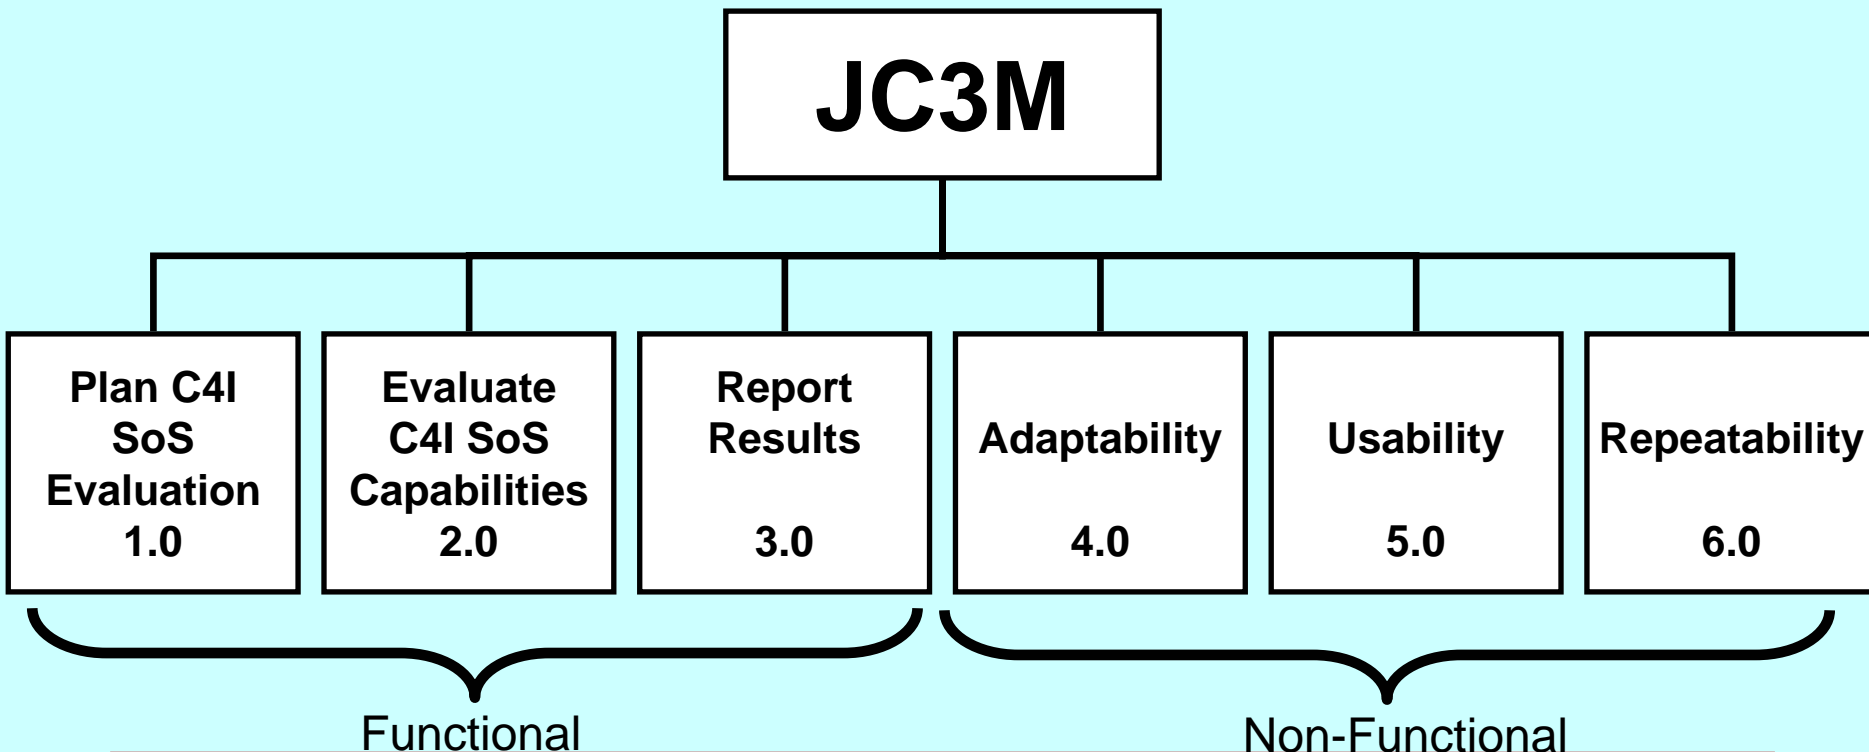 JC3M
Plan C4I
SoS
Evaluation
1.0
Evaluate
C4I SoS
Capabilities
2.0
Report
Results
3.0
Adaptability
4.0
Usability
5.0
Repeatability
6.0
Functional
Non-Functional